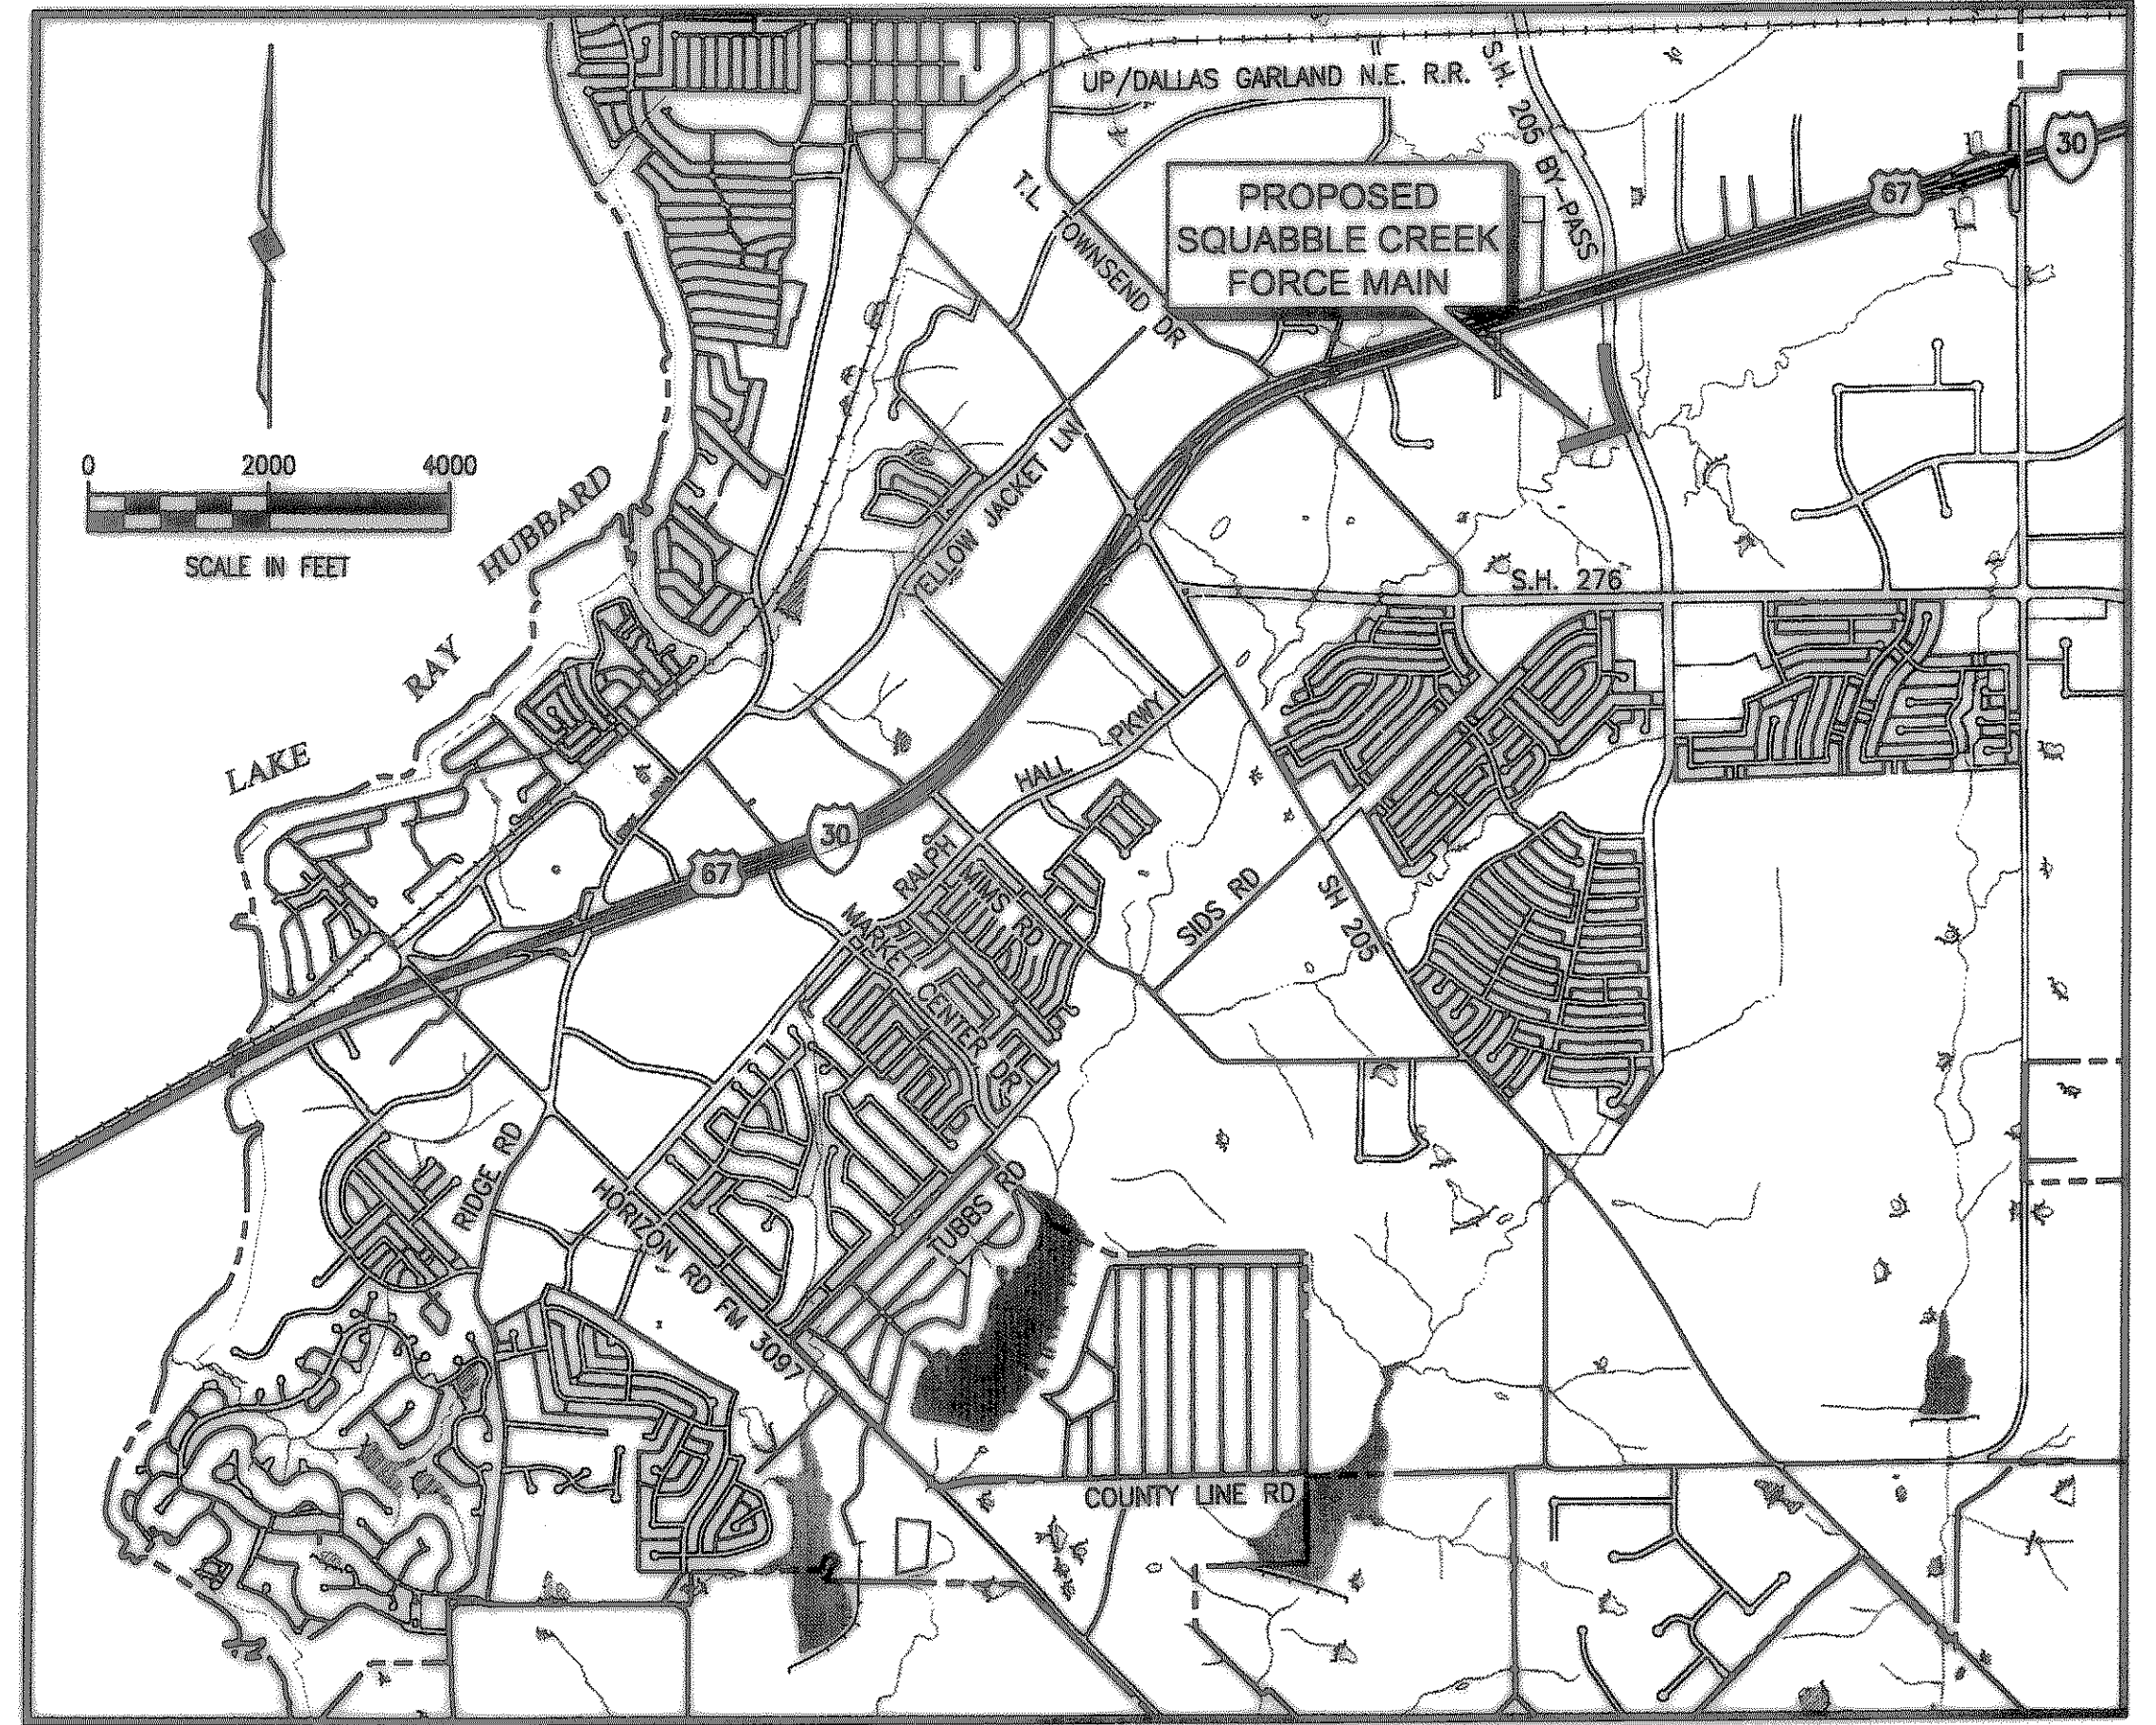 UP/DALLAS GARLAND N.E. R.R.
S.H. 205 BY-PASS
30
67
T.L. TOWNSEND DR
PROPOSED
SQUABBLE CREEK
FORCE MAIN
0 2000 4000
SCALE IN FEET
YELLOW JACKET LN
LAKE RAY HUBBARD
S.H. 276
RALPH HALL PKWY
30
67
MIMS RD
SIDS RD
SH 205
MARKET CENTER DR
RIDGE RD
TUBBS RD
HORIZON RD FM 3097
COUNTY LINE RD